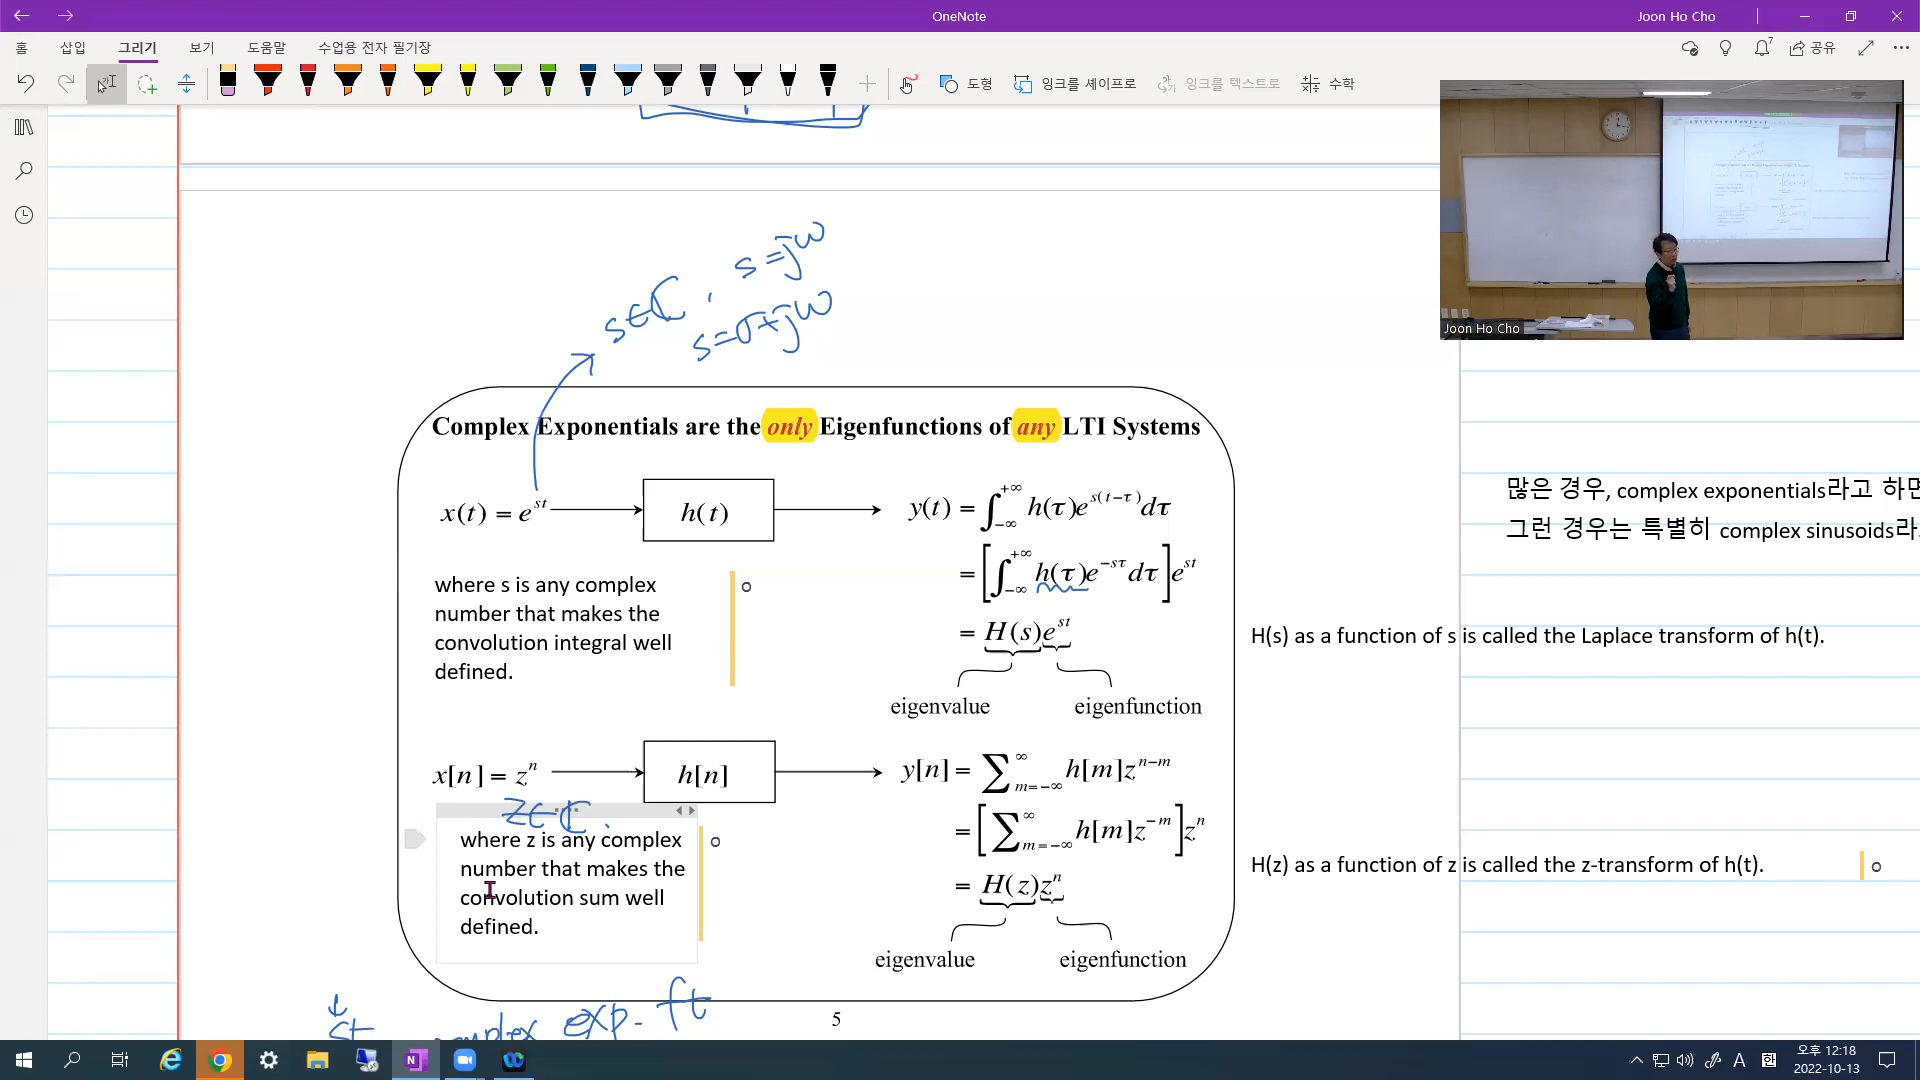 OneNote
Joon Ho Cho
홈 삽입 그리기 보기 도움말 수업용 전자 필기장
7
공유
도형 잉크를 셰이프로 잉크를 텍스트로 수학
Joon Ho Cho
s∈ℂ, s=jω
s=σ+jω
Complex Exponentials are the only Eigenfunctions of any LTI Systems
x(t) = e^{st}
h(t)
y(t) = ∫_{-∞}^{+∞} h(τ)e^{s(t-τ)}dτ
= [∫_{-∞}^{+∞} h(τ)e^{-sτ}dτ]e^{st}
= H(s)e^{st}
eigenvalue eigenfunction
where s is any complex
number that makes the
convolution integral well
defined.
많은 경우, complex exponentials라고 하면
그런 경우는 특별히 complex sinusoids라
H(s) as a function of s is called the Laplace transform of h(t).
x[n] = z^n
h[n]
y[n] = ∑_{m=-∞}^{∞} h[m]z^{n-m}
= [∑_{m=-∞}^{∞} h[m]z^{-m}]z^n
= H(z)z^n
eigenvalue eigenfunction
z∈ℂ.
where z is any complex
number that makes the
convolution sum well
defined.
H(z) as a function of z is called the z-transform of h(t).
st complex exp. ft
5
A 한
오후 12:18
2022-10-13